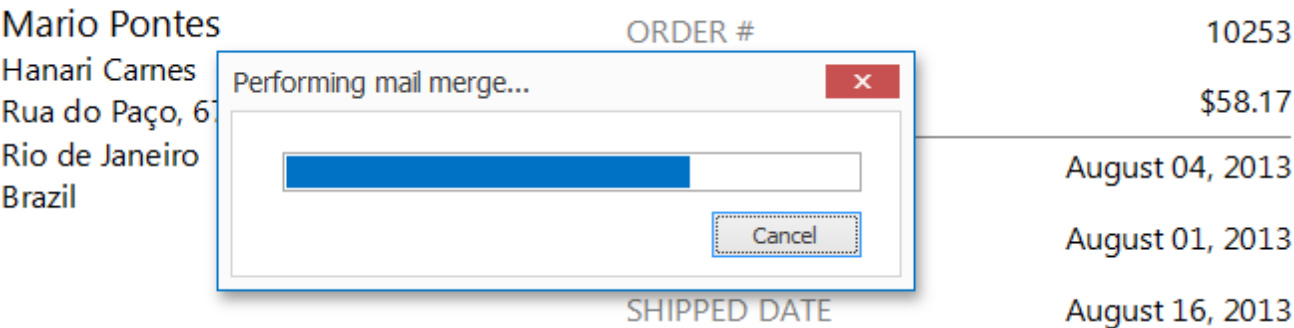 Mario Pontes
ORDER #
10253
Hanari Carnes
Performing mail merge...
Rua do Paço,
$58.17
Rio de Janeiro
August 04, 2013
Brazil
Cancel
August 01, 2013
SHIPPED DATE
August 16, 2013